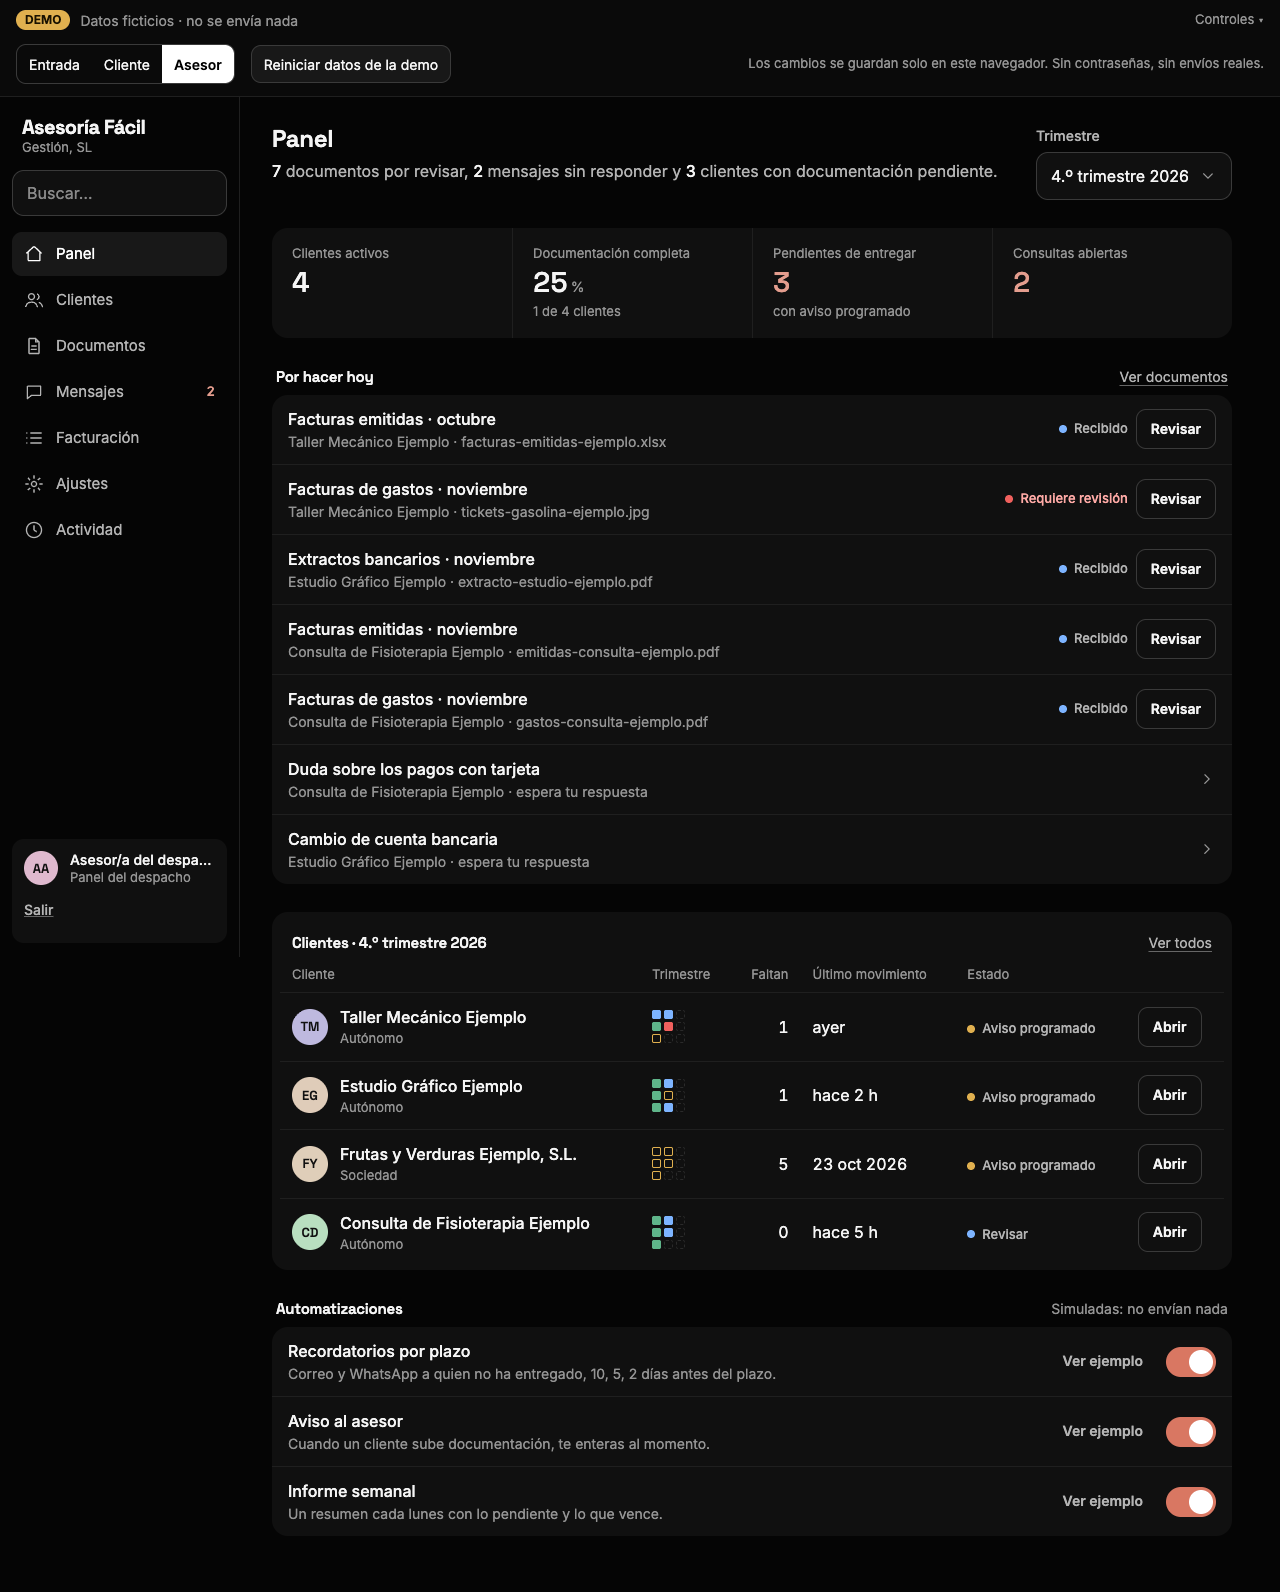 DEMO Datos ficticios · no se envía nada
Controles
Entrada Cliente Asesor Reiniciar datos de la demo
Los cambios se guardan solo en este navegador. Sin contraseñas, sin envíos reales.
Asesoría Fácil
Gestión, SL
Buscar...
Panel
Clientes
Documentos
Mensajes 2
Facturación
Ajustes
Actividad
AA
Asesor/a del despa...
Panel del despacho
Salir
Panel
7 documentos por revisar, 2 mensajes sin responder y 3 clientes con documentación pendiente.
Trimestre
4.º trimestre 2026
Clientes activos
4
Documentación completa
25 %
1 de 4 clientes
Pendientes de entregar
3
con aviso programado
Consultas abiertas
2
Por hacer hoy
Ver documentos
Facturas emitidas · octubre
Taller Mecánico Ejemplo · facturas-emitidas-ejemplo.xlsx
Recibido Revisar
Facturas de gastos · noviembre
Taller Mecánico Ejemplo · tickets-gasolina-ejemplo.jpg
Requiere revisión Revisar
Extractos bancarios · noviembre
Estudio Gráfico Ejemplo · extracto-estudio-ejemplo.pdf
Recibido Revisar
Facturas emitidas · noviembre
Consulta de Fisioterapia Ejemplo · emitidas-consulta-ejemplo.pdf
Recibido Revisar
Facturas de gastos · noviembre
Consulta de Fisioterapia Ejemplo · gastos-consulta-ejemplo.pdf
Recibido Revisar
Duda sobre los pagos con tarjeta
Consulta de Fisioterapia Ejemplo · espera tu respuesta
Cambio de cuenta bancaria
Estudio Gráfico Ejemplo · espera tu respuesta
Clientes · 4.º trimestre 2026
Ver todos
Cliente Trimestre Faltan Último movimiento Estado
TM Taller Mecánico Ejemplo
Autónomo
1 ayer Aviso programado Abrir
EG Estudio Gráfico Ejemplo
Autónomo
1 hace 2 h Aviso programado Abrir
FY Frutas y Verduras Ejemplo, S.L.
Sociedad
5 23 oct 2026 Aviso programado Abrir
CD Consulta de Fisioterapia Ejemplo
Autónomo
0 hace 5 h Revisar Abrir
Automatizaciones
Simuladas: no envían nada
Recordatorios por plazo
Correo y WhatsApp a quien no ha entregado, 10, 5, 2 días antes del plazo.
Ver ejemplo
Aviso al asesor
Cuando un cliente sube documentación, te enteras al momento.
Ver ejemplo
Informe semanal
Un resumen cada lunes con lo pendiente y lo que vence.
Ver ejemplo